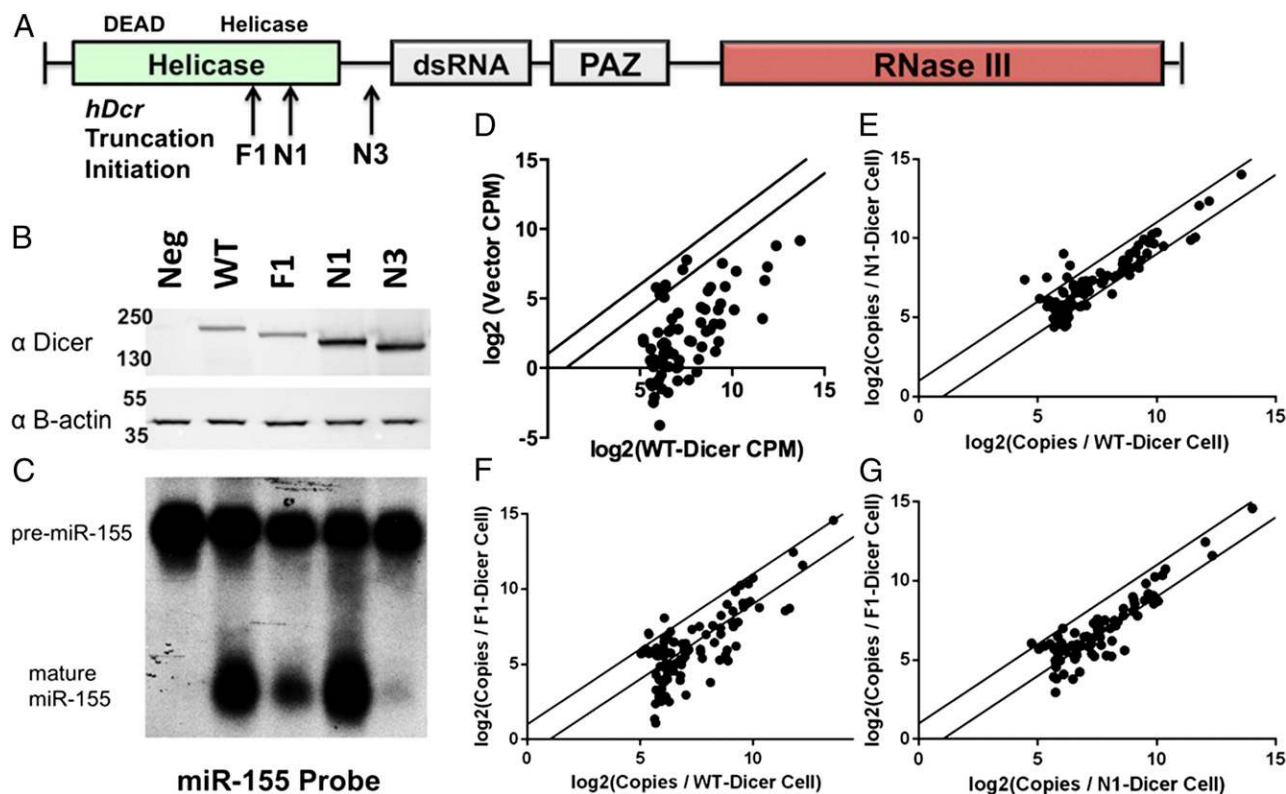 A
DEAD
Helicase
Helicase
dsRNA
PAZ
RNase III
hDcr
Truncation
Initiation
F1
N1
N3
B
Neg
WT
F1
N1
N3
α Dicer
250
130
α B-actin
55
35
C
pre-miR-155
mature
miR-155
miR-155 Probe
D
log2 (Vector CPM)
15
10
5
0
-5
5
10
15
log2(WT-Dicer CPM)
E
log2(Copies / N1-Dicer Cell)
15
10
5
0
0
5
10
15
log2(Copies / WT-Dicer Cell)
F
log2(Copies / F1-Dicer Cell)
15
10
5
0
0
5
10
log2(Copies / WT-Dicer Cell)
G
log2(Copies / F1-Dicer Cell)
15
10
5
0
0
5
10
15
log2(Copies / N1-Dicer Cell)